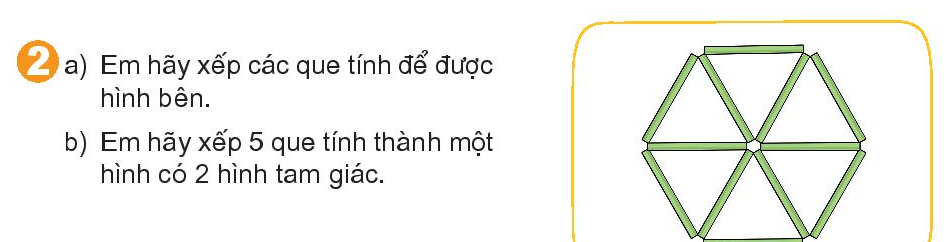 2 a) Em hãy xếp các que tính để được
hình bên.
b) Em hãy xếp 5 que tính thành một
hình có 2 hình tam giác.